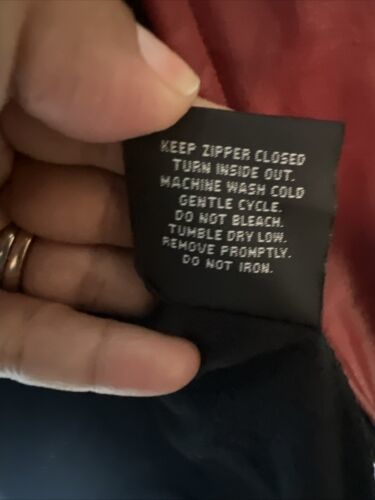 KEEP ZIPPER CLOSED
TURN INSIDE OUT.
MACHINE WASH COLD
GENTLE CYCLE.
DO NOT BLEACH.
TUMBLE DRY LOW.
REMOVE PROMPTLY.
DO NOT IRON.